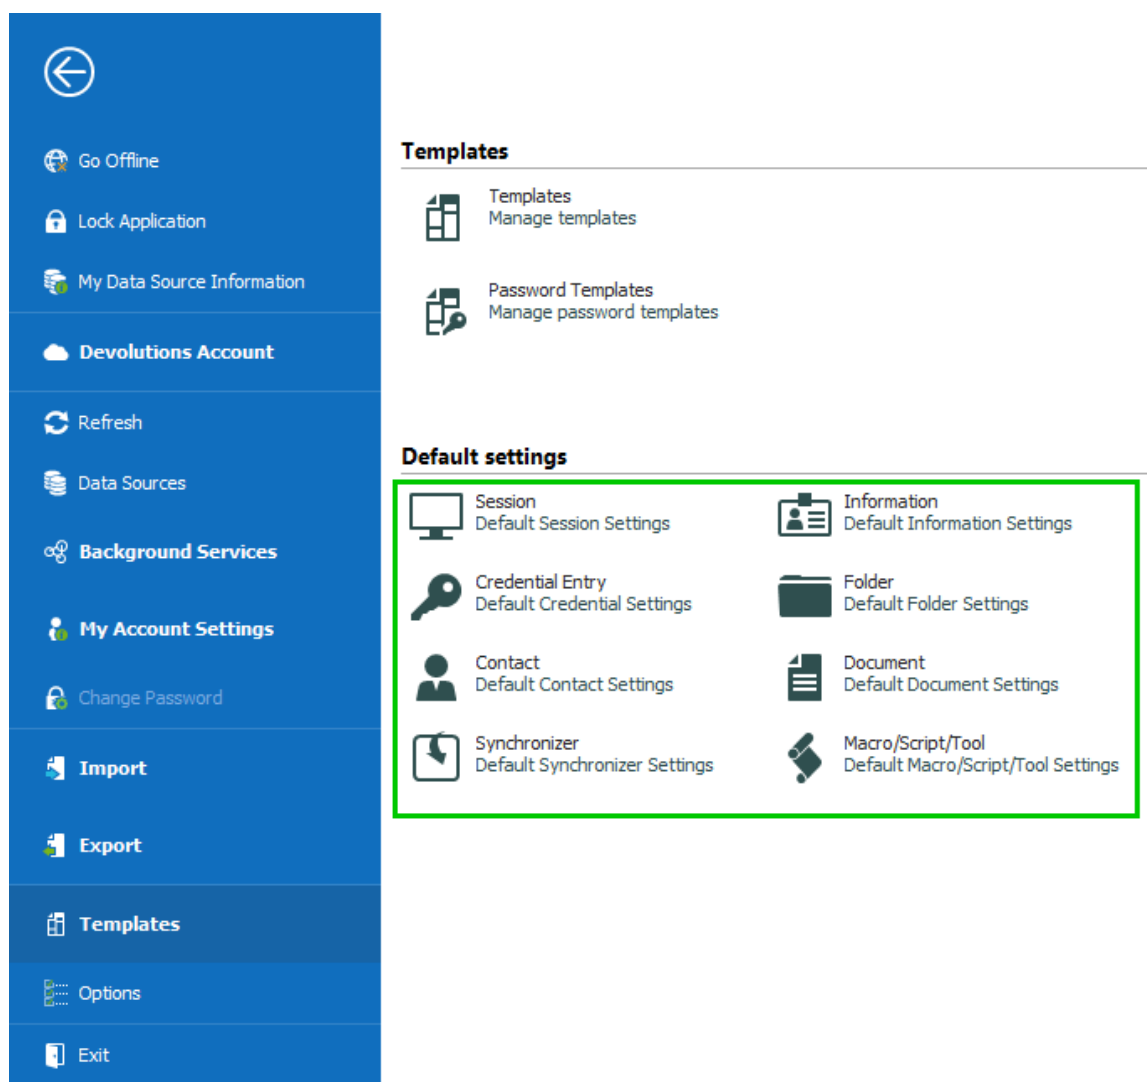 Go Offline
Lock Application
My Data Source Information
Devolutions Account
Refresh
Data Sources
Background Services
My Account Settings
Change Password
Import
Export
Templates
Options
Exit
Templates
Templates
Manage templates
Password Templates
Manage password templates
Default settings
Session
Default Session Settings
Information
Default Information Settings
Credential Entry
Default Credential Settings
Folder
Default Folder Settings
Contact
Default Contact Settings
Document
Default Document Settings
Synchronizer
Default Synchronizer Settings
Macro/Script/Tool
Default Macro/Script/Tool Settings